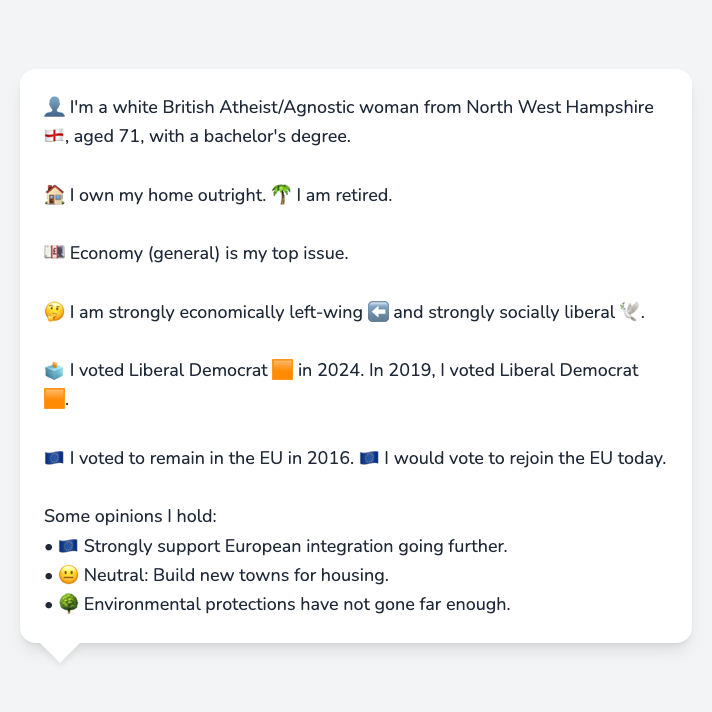 👤 I'm a white British Atheist/Agnostic woman from North West Hampshire
🏴󠁧󠁢󠁥󠁮󠁧󠁿, aged 71, with a bachelor's degree.
🏠 I own my home outright. 🌴 I am retired.
💷 Economy (general) is my top issue.
🤔 I am strongly economically left-wing ⬅️ and strongly socially liberal 🕊️.
🗳️ I voted Liberal Democrat 🟧 in 2024. In 2019, I voted Liberal Democrat
🟧.
🇪🇺 I voted to remain in the EU in 2016. 🇪🇺 I would vote to rejoin the EU today.
Some opinions I hold:
• 🇪🇺 Strongly support European integration going further.
• 😐 Neutral: Build new towns for housing.
• 🌳 Environmental protections have not gone far enough.